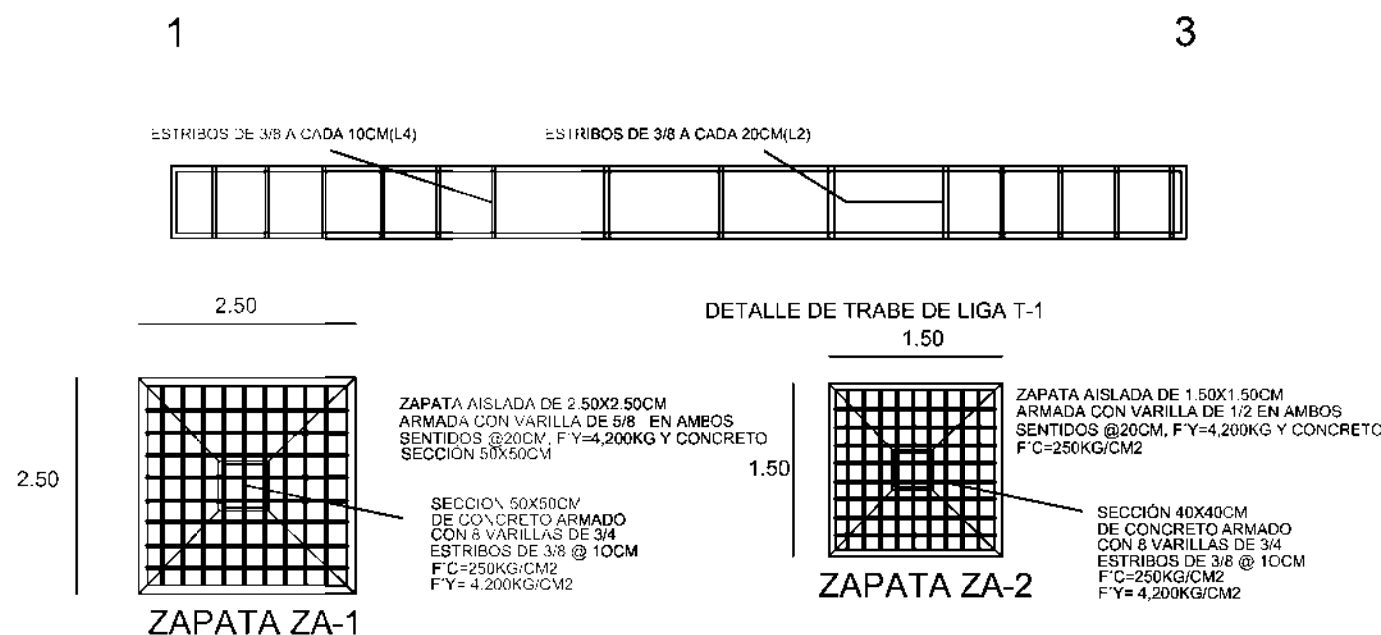 1
3
ESTRIBOS DE 3/8 A CADA 10CM(L4)
ESTRIBOS DE 3/8 A CADA 20CM(L2)
2.50
DETALLE DE TRABE DE LIGA T-1
1.50
2.50
ZAPATA AISLADA DE 2.50X2.50CM
ARMADA CON VARILLA DE 5/8 EN AMBOS
SENTIDOS @20CM, F'Y=4,200KG Y CONCRETO
SECCIÓN 50X50CM
SECCION 50X50CM
DE CONCRETO ARMADO
CON 8 VARILLAS DE 3/4
ESTRIBOS DE 3/8 @ 1OCM
F'C=250KG/CM2
F'Y= 4,200KG/CM2
ZAPATA ZA-1
1.50
ZAPATA AISLADA DE 1.50X1.50CM
ARMADA CON VARILLA DE 1/2 EN AMBOS
SENTIDOS @20CM, F'Y=4,200KG Y CONCRETO
F'C=250KG/CM2
SECCIÓN 40X40CM
DE CONCRETO ARMADO
CON 8 VARILLAS DE 3/4
ESTRIBOS DE 3/8 @ 1OCM
F'C=250KG/CM2
F'Y= 4,200KG/CM2
ZAPATA ZA-2